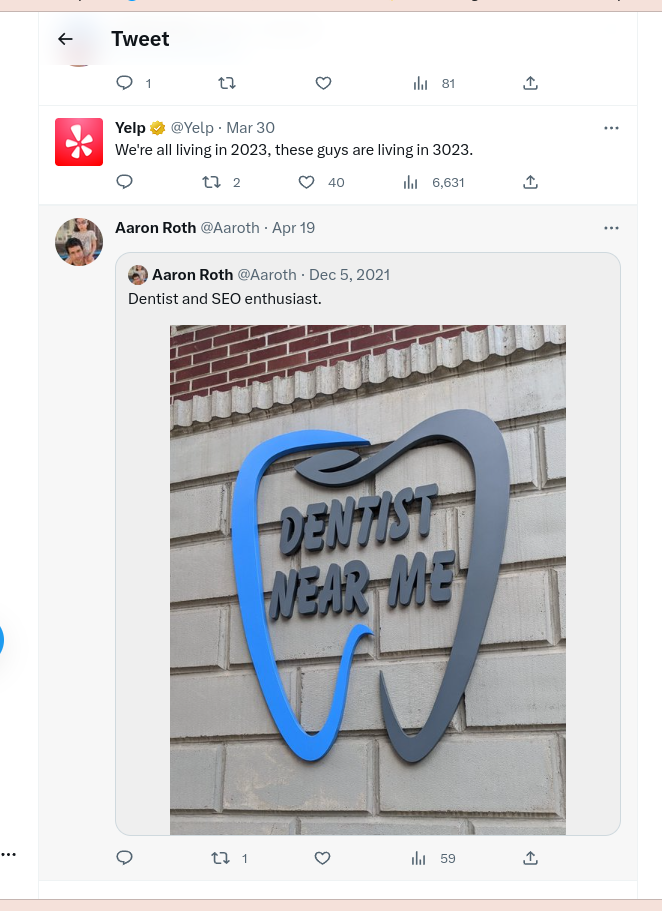 Tweet
1
81
Yelp @Yelp · Mar 30
We're all living in 2023, these guys are living in 3023.
2
40
6,631
Aaron Roth @Aaroth · Apr 19
Aaron Roth @Aaroth · Dec 5, 2021
Dentist and SEO enthusiast.
DENTIST
NEAR ME
1
59